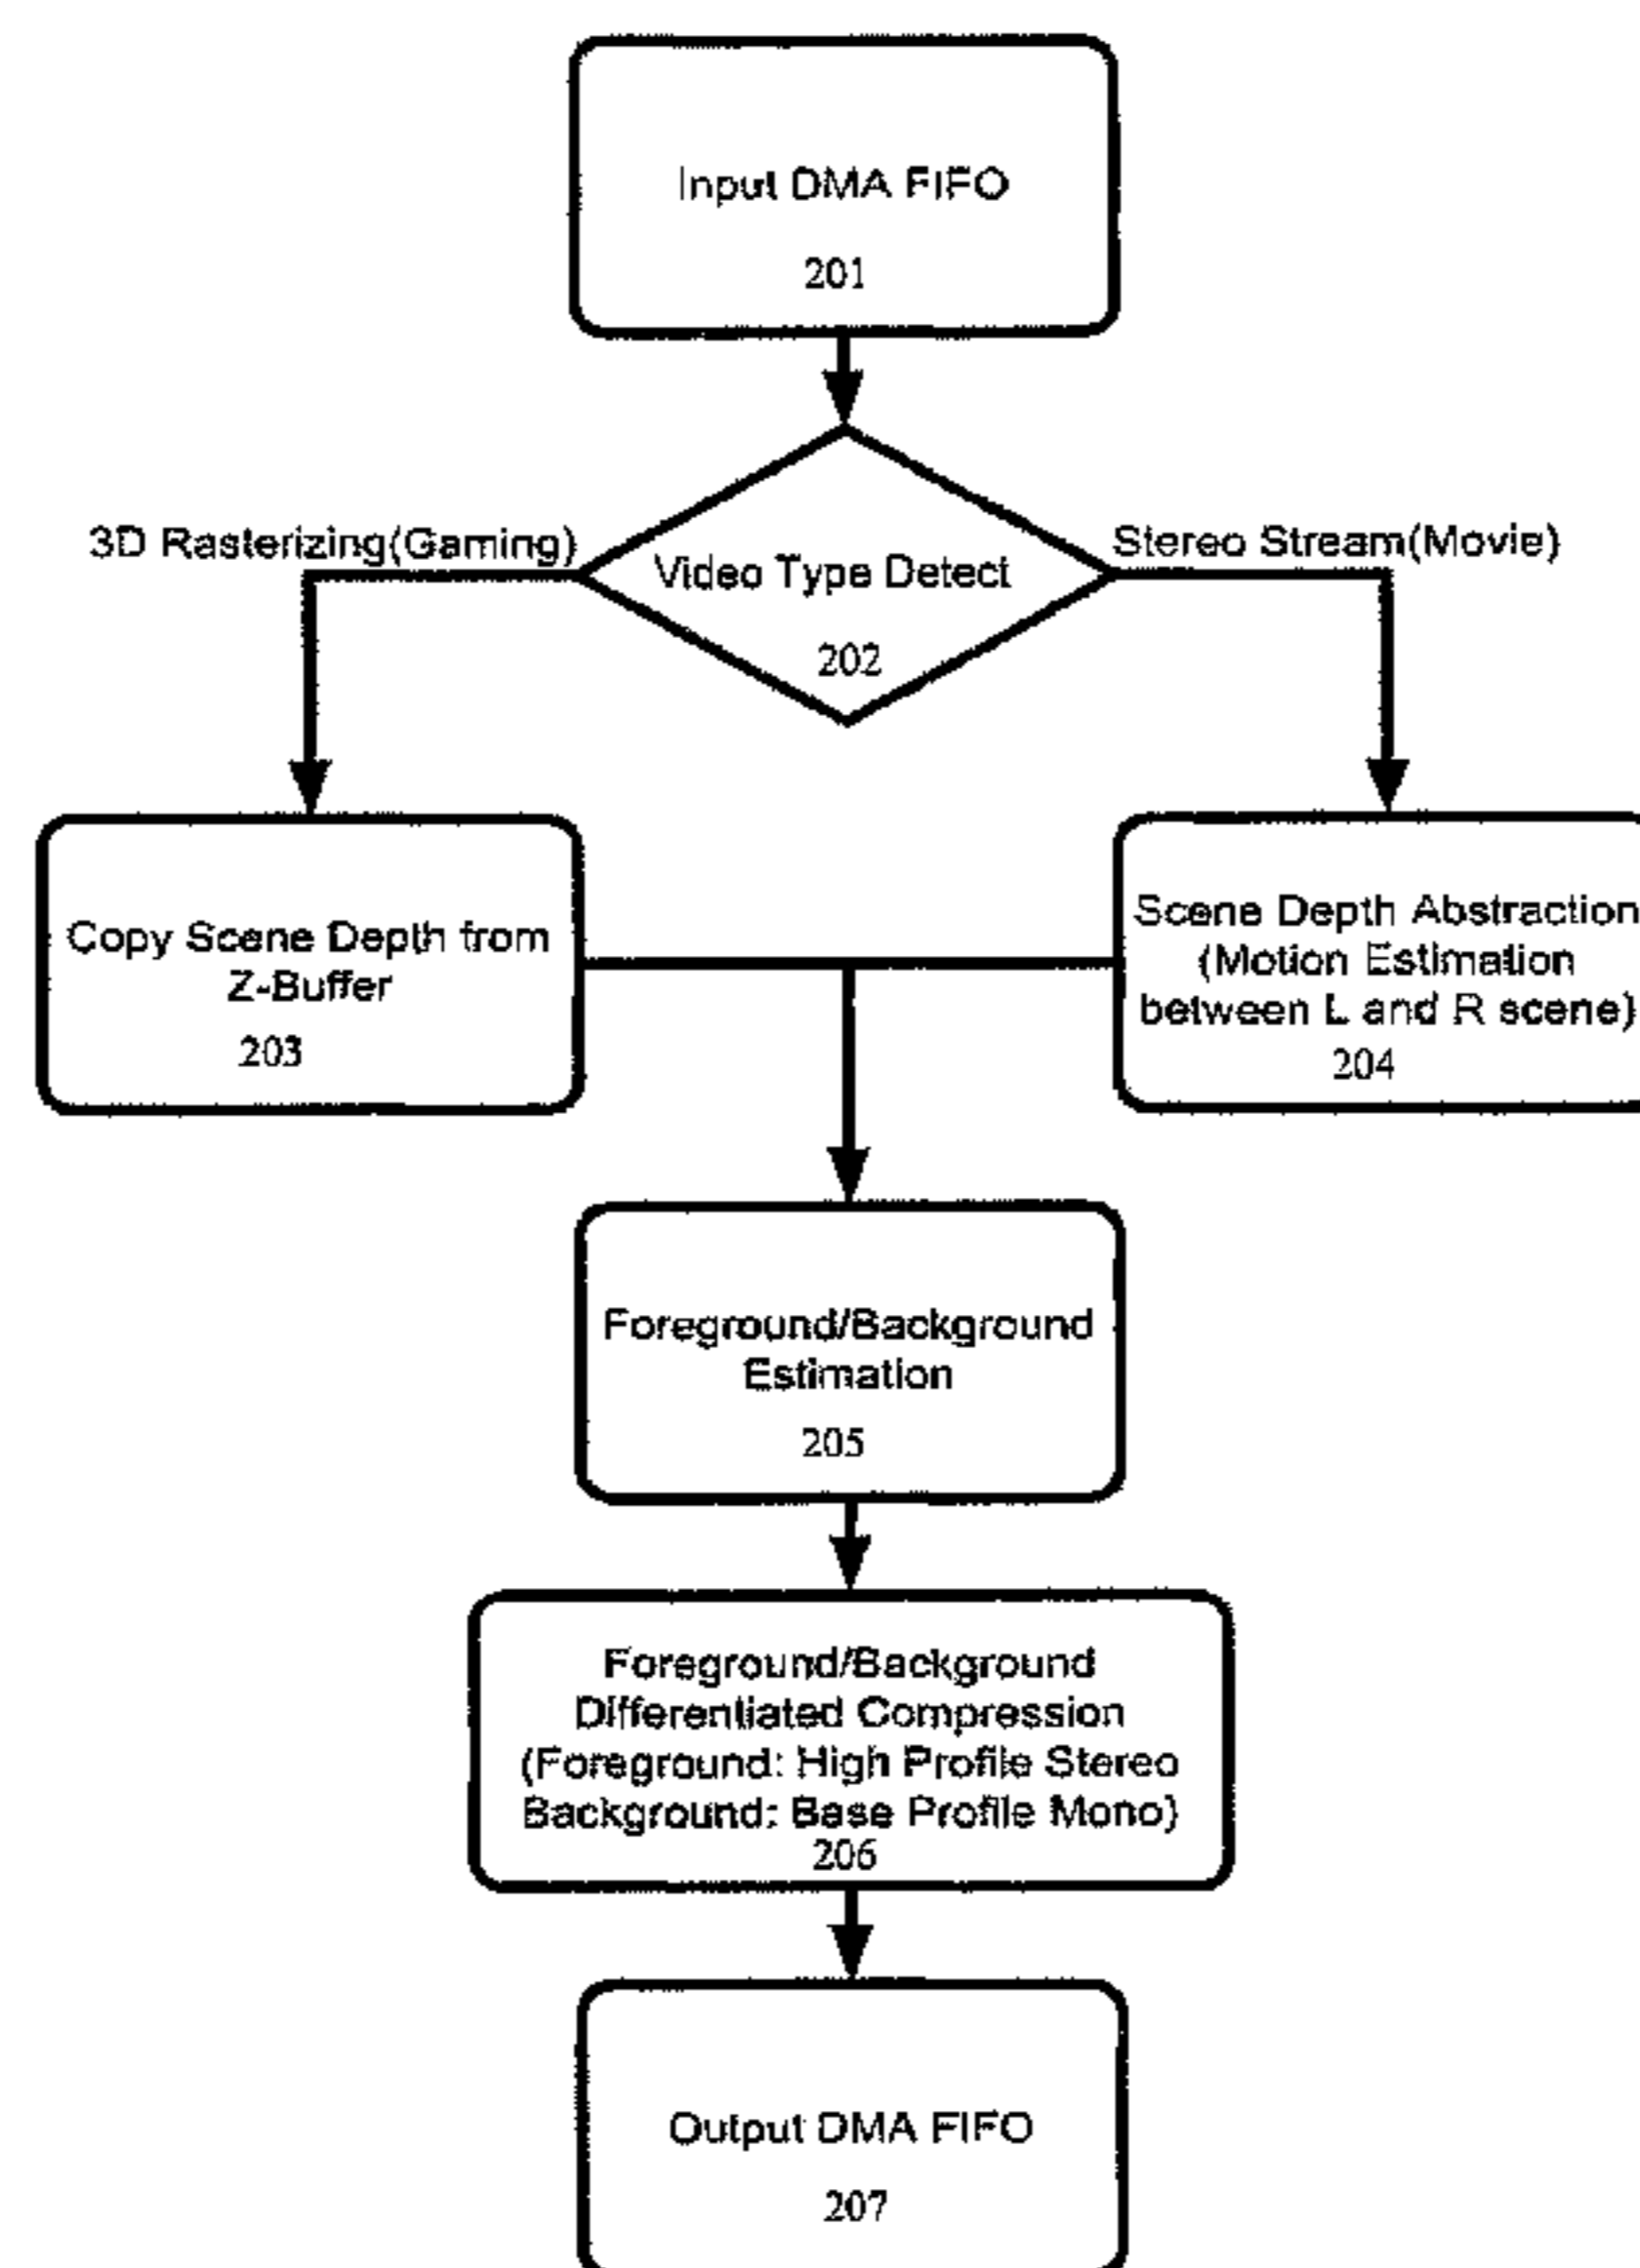 Input DMA FIFO
201
3D Rasterizing(Gaming)
Video Type Detect
202
Stereo Stream(Movie)
Copy Scene Depth from
Z-Buffer
203
Scene Depth Abstraction
(Motion Estimation
between L and R scene)
204
Foreground/Background
Estimation
205
Foreground/Background
Differentiated Compression
(Foreground: High Profile Stereo
Background: Base Profile Mono)
206
Output DMA FIFO
207